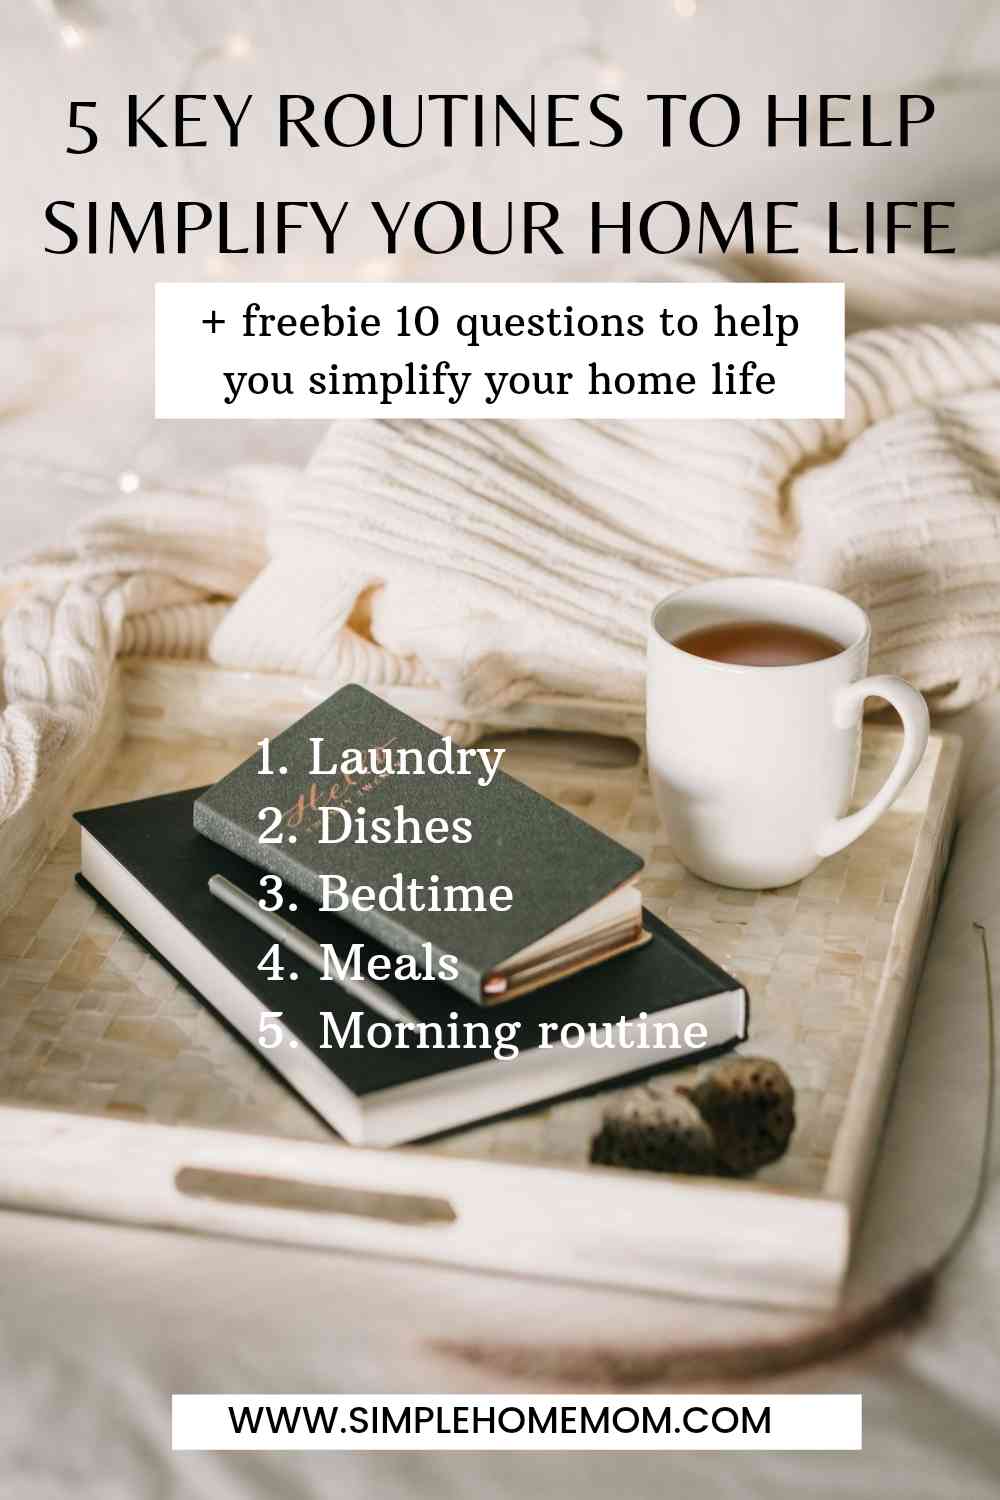 5 KEY ROUTINES TO HELP
SIMPLIFY YOUR HOME LIFE
+ freebie 10 questions to help
you simplify your home life
1. Laundry
2. Dishes
3. Bedtime
4. Meals
5. Morning routine
WWW.SIMPLEHOMEMOM.COM